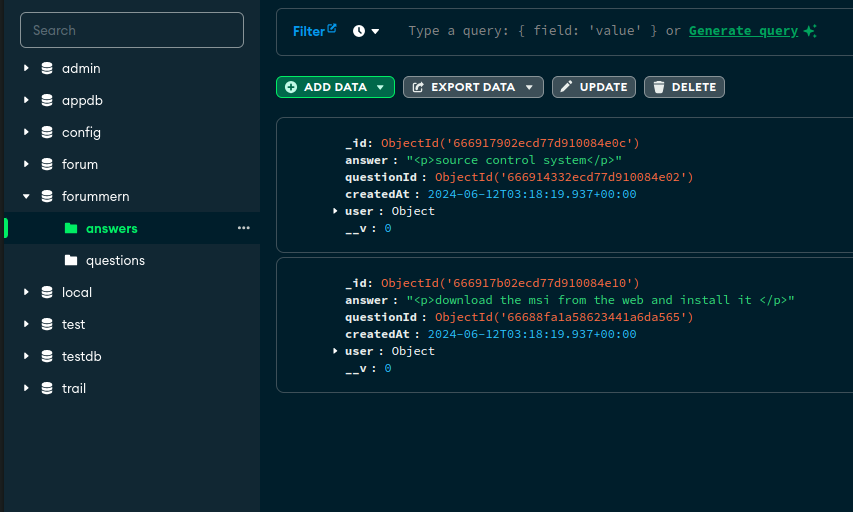 Search
admin
appdb
config
forum
forummern
answers
questions
local
test
testdb
trail
Filter Type a query: { field: 'value' } or Generate query
ADD DATA EXPORT DATA UPDATE DELETE
_id: ObjectId('666917902ecd77d910084e0c')
answer : "<p>source control system</p>"
questionId : ObjectId('666914332ecd77d910084e02')
createdAt : 2024-06-12T03:18:19.937+00:00
user : Object
__v : 0
_id: ObjectId('666917b02ecd77d910084e10')
answer : "<p>download the msi from the web and install it </p>"
questionId : ObjectId('66688fa1a58623441a6da565')
createdAt : 2024-06-12T03:18:19.937+00:00
user : Object
__v : 0